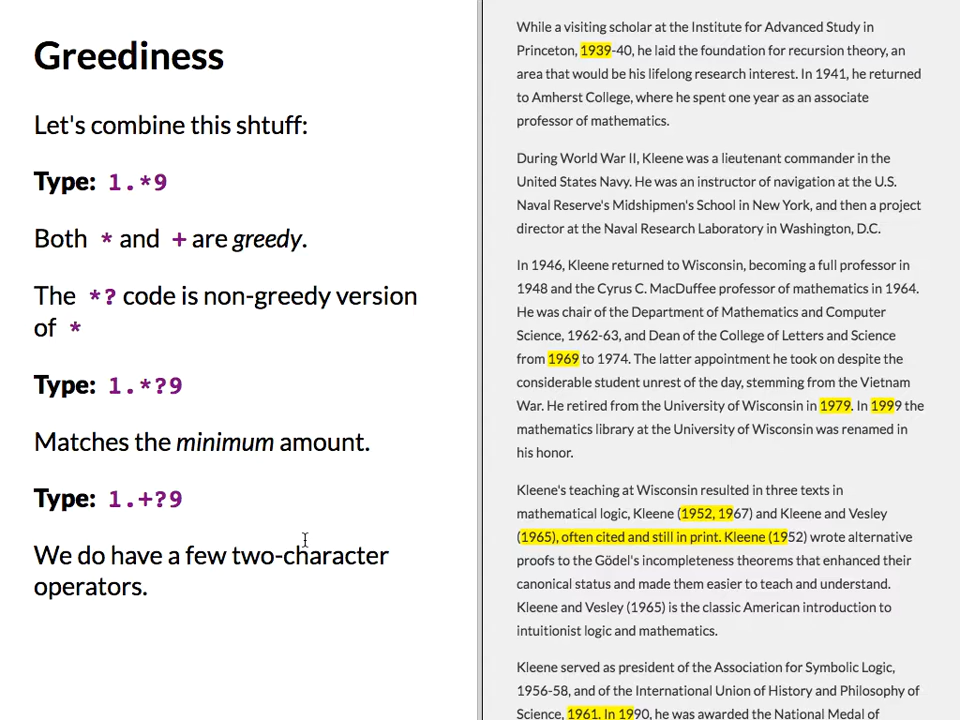 Greediness
Let's combine this shtuff:
Type: 1.*9
Both * and + are greedy.
The *? code is non-greedy version
of *
Type: 1.*?9
Matches the minimum amount.
Type: 1.+?9
We do have a few two-character
operators.
While a visiting scholar at the Institute for Advanced Study in
Princeton, 1939-40, he laid the foundation for recursion theory, an
area that would be his lifelong research interest. In 1941, he returned
to Amherst College, where he spent one year as an associate
professor of mathematics.
During World War II, Kleene was a lieutenant commander in the
United States Navy. He was an instructor of navigation at the U.S.
Naval Reserve's Midshipmen's School in New York, and then a project
director at the Naval Research Laboratory in Washington, D.C.
In 1946, Kleene returned to Wisconsin, becoming a full professor in
1948 and the Cyrus C. MacDuffee professor of mathematics in 1964.
He was chair of the Department of Mathematics and Computer
Science, 1962-63, and Dean of the College of Letters and Science
from 1969 to 1974. The latter appointment he took on despite the
considerable student unrest of the day, stemming from the Vietnam
War. He retired from the University of Wisconsin in 1979. In 1999 the
mathematics library at the University of Wisconsin was renamed in
his honor.
Kleene's teaching at Wisconsin resulted in three texts in
mathematical logic, Kleene (1952, 1967) and Kleene and Vesley
(1965), often cited and still in print. Kleene (1952) wrote alternative
proofs to the Gödel's incompleteness theorems that enhanced their
canonical status and made them easier to teach and understand.
Kleene and Vesley (1965) is the classic American introduction to
intuitionist logic and mathematics.
Kleene served as president of the Association for Symbolic Logic,
1956-58, and of the International Union of History and Philosophy of
Science, 1961. In 1990, he was awarded the National Medal of